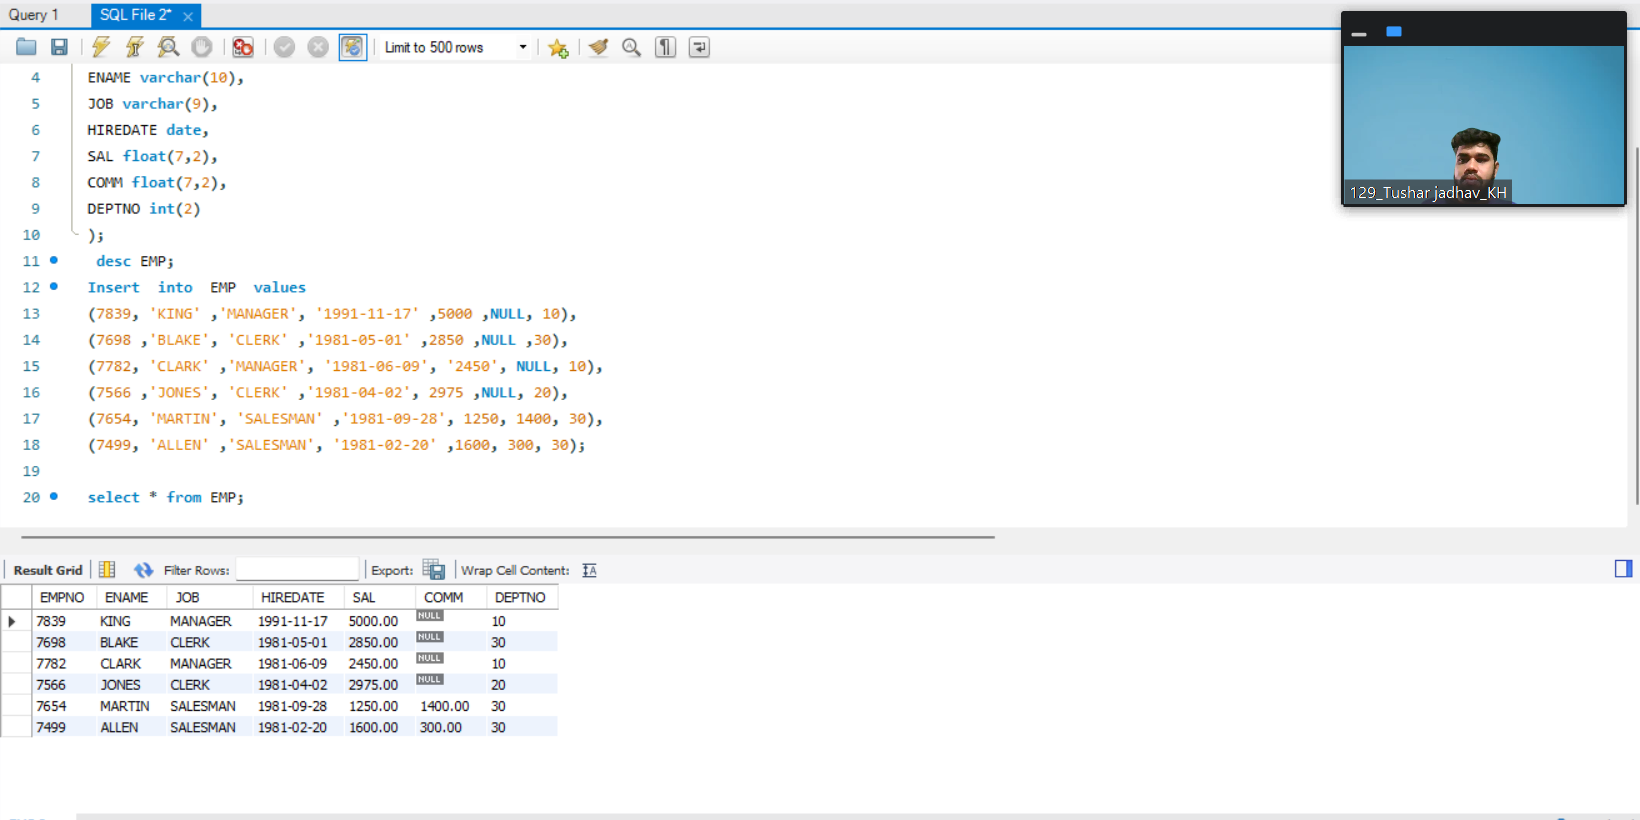 Query 1 SQL File 2*
Limit to 500 rows
4 ENAME varchar(10),
5 JOB varchar(9),
6 HIREDATE date,
7 SAL float(7,2),
8 COMM float(7,2),
9 DEPTNO int(2)
10 );
11 desc EMP;
12 Insert into EMP values
13 (7839, 'KING' ,'MANAGER', '1991-11-17' ,5000 ,NULL, 10),
14 (7698 ,'BLAKE', 'CLERK' ,'1981-05-01' ,2850 ,NULL ,30),
15 (7782, 'CLARK' ,'MANAGER', '1981-06-09', '2450', NULL, 10),
16 (7566 ,'JONES', 'CLERK' ,'1981-04-02', 2975 ,NULL, 20),
17 (7654, 'MARTIN', 'SALESMAN' ,'1981-09-28', 1250, 1400, 30),
18 (7499, 'ALLEN' ,'SALESMAN', '1981-02-20' ,1600, 300, 30);
19
20 select * from EMP;
129_Tushar jadhav_KH
Result Grid Filter Rows: Export: Wrap Cell Content:
EMPNO ENAME JOB HIREDATE SAL COMM DEPTNO
7839 KING MANAGER 1991-11-17 5000.00 NULL 10
7698 BLAKE CLERK 1981-05-01 2850.00 NULL 30
7782 CLARK MANAGER 1981-06-09 2450.00 NULL 10
7566 JONES CLERK 1981-04-02 2975.00 NULL 20
7654 MARTIN SALESMAN 1981-09-28 1250.00 1400.00 30
7499 ALLEN SALESMAN 1981-02-20 1600.00 300.00 30